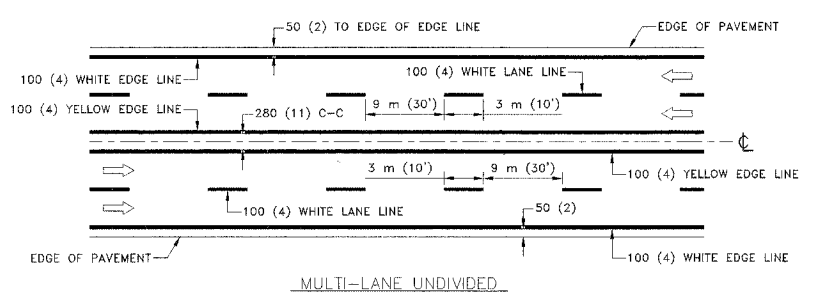 50 (2) TO EDGE OF EDGE LINE
EDGE OF PAVEMENT
100 (4) WHITE EDGE LINE
100 (4) WHITE LANE LINE
100 (4) YELLOW EDGE LINE
280 (11) C-C
9 m (30')
3 m (10')
℄
3 m (10')
9 m (30')
100 (4) YELLOW EDGE LINE
100 (4) WHITE LANE LINE
50 (2)
EDGE OF PAVEMENT
100 (4) WHITE EDGE LINE
MULTI-LANE UNDIVIDED